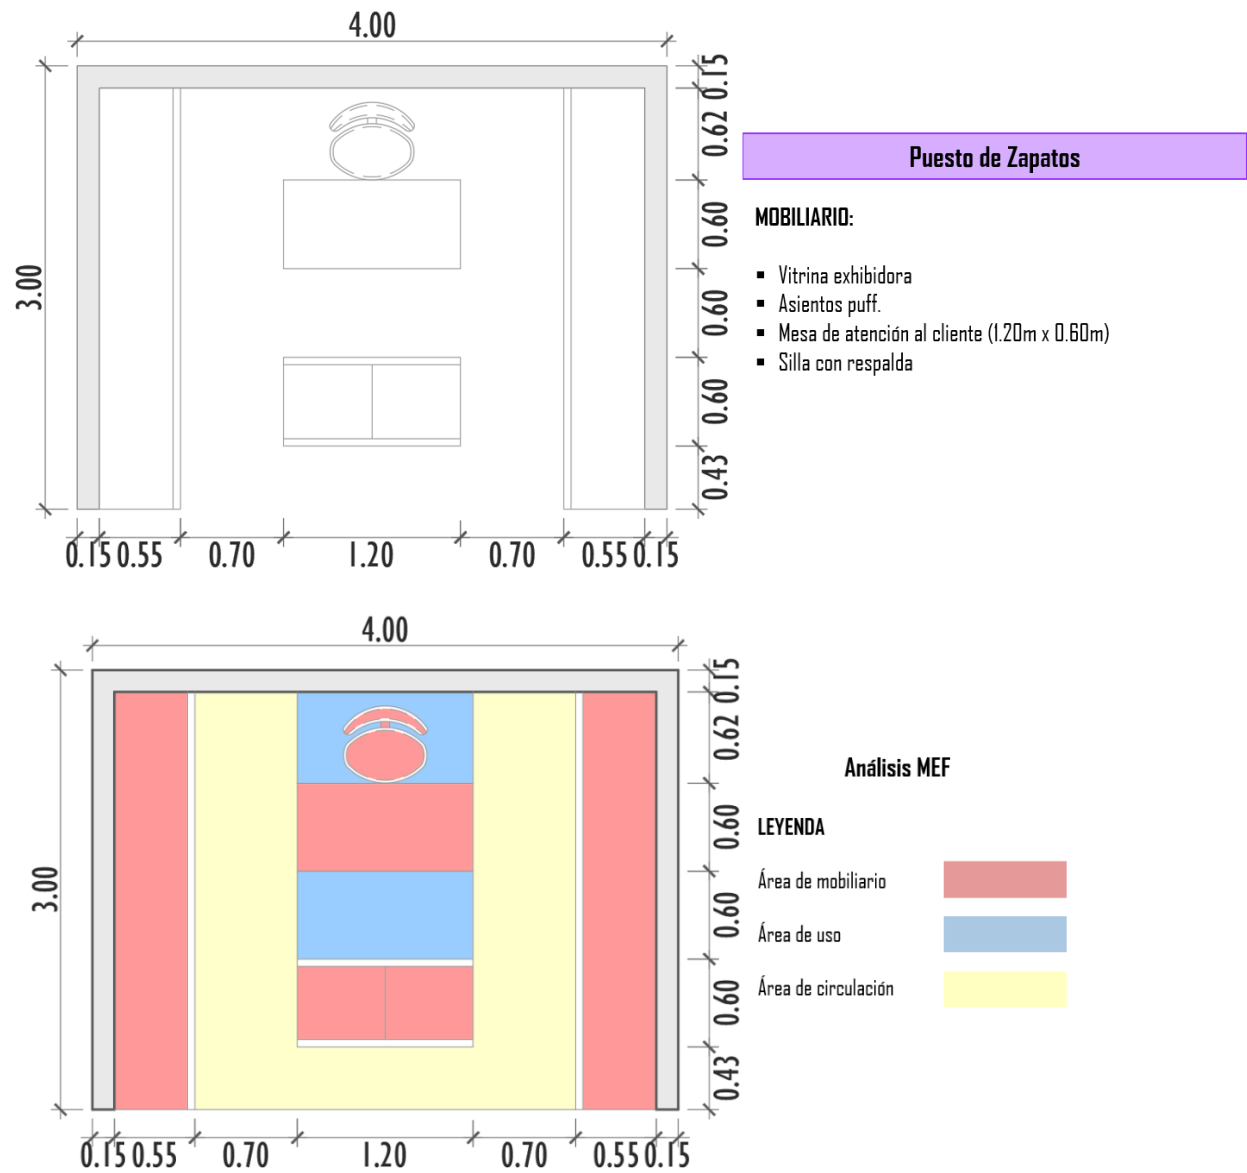 4.00
0.15
0.62
0.60
0.60
0.60
0.43
3.00
0.15 0.55 0.70 1.20 0.70 0.55 0.15
Puesto de Zapatos
MOBILIARIO:
▪ Vitrina exhibidora
▪ Asientos puff.
▪ Mesa de atención al cliente (1.20m x 0.60m)
▪ Silla con respalda
4.00
0.15
0.62
0.60
0.60
0.60
0.43
3.00
0.15 0.55 0.70 1.20 0.70 0.55 0.15
Análisis MEF
LEYENDA
Área de mobiliario
Área de uso
Área de circulación